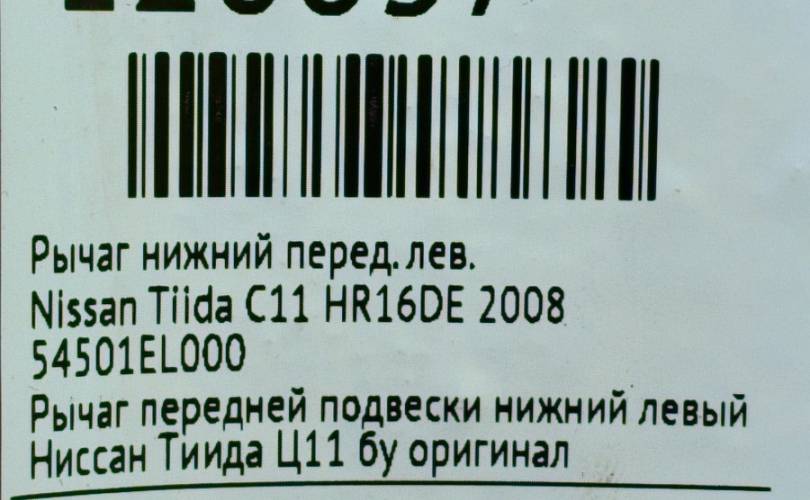 Рычаг нижний перед. лев.
Nissan Tiida C11 HR16DE 2008
54501EL000
Рычаг передней подвески нижний левый
Ниссан Тиида Ц11 бу оригинал